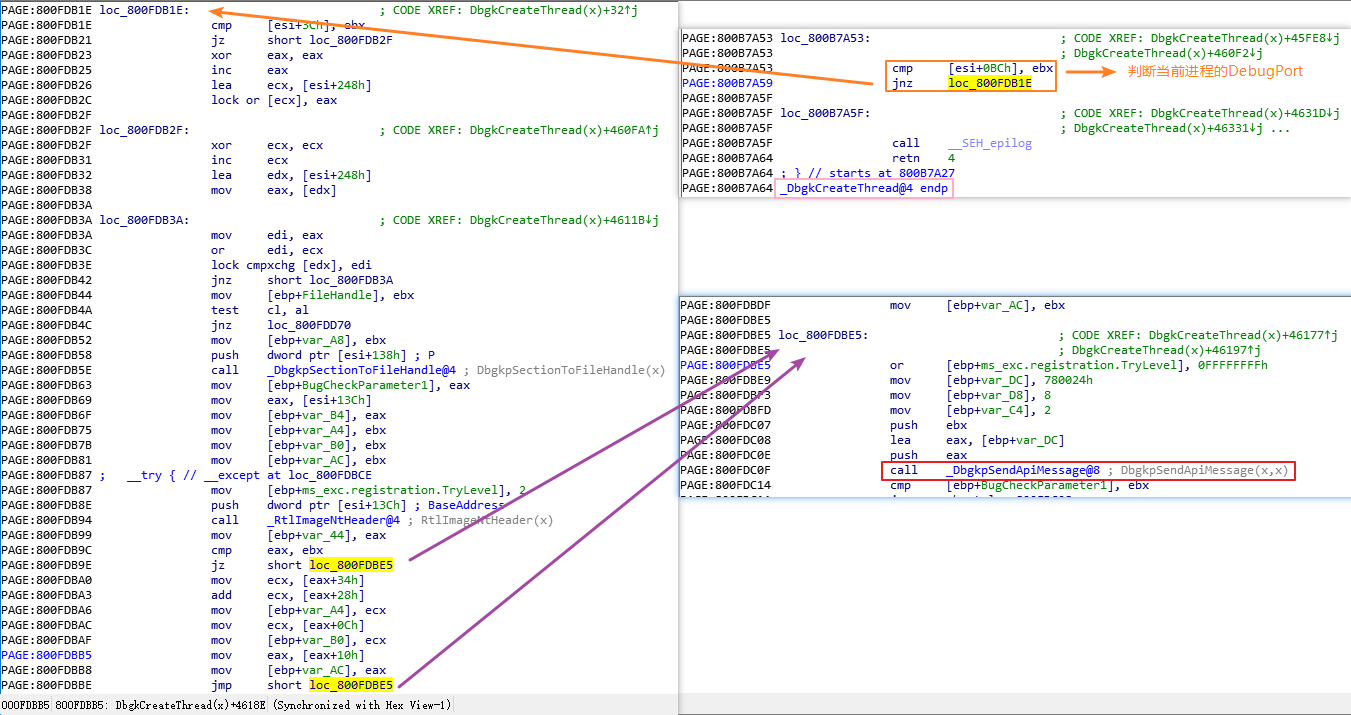 PAGE:800FDB1E loc_800FDB1E: ; CODE XREF: DbgkCreateThread(x)+32↑j
PAGE:800FDB1E cmp [esi+3Ch], ebx
PAGE:800FDB21 jz short loc_800FDB2F
PAGE:800FDB23 xor eax, eax
PAGE:800FDB25 inc eax
PAGE:800FDB26 lea ecx, [esi+248h]
PAGE:800FDB2C lock or [ecx], eax
PAGE:800FDB2F
PAGE:800FDB2F loc_800FDB2F: ; CODE XREF: DbgkCreateThread(x)+460FA↑j
PAGE:800FDB2F xor ecx, ecx
PAGE:800FDB31 inc ecx
PAGE:800FDB32 lea edx, [esi+248h]
PAGE:800FDB38 mov eax, [edx]
PAGE:800FDB3A
PAGE:800FDB3A loc_800FDB3A: ; CODE XREF: DbgkCreateThread(x)+4611B↓j
PAGE:800FDB3A mov edi, eax
PAGE:800FDB3C or edi, ecx
PAGE:800FDB3E lock cmpxchg [edx], edi
PAGE:800FDB42 jnz short loc_800FDB3A
PAGE:800FDB44 mov [ebp+FileHandle], ebx
PAGE:800FDB4A test cl, al
PAGE:800FDB4C jnz loc_800FDD70
PAGE:800FDB52 mov [ebp+var_A8], ebx
PAGE:800FDB58 push dword ptr [esi+138h] ; P
PAGE:800FDB5E call _DbgkpSectionToFileHandle@4 ; DbgkpSectionToFileHandle(x)
PAGE:800FDB63 mov [ebp+BugCheckParameter1], eax
PAGE:800FDB69 mov eax, [esi+13Ch]
PAGE:800FDB6F mov [ebp+var_B4], eax
PAGE:800FDB75 mov [ebp+var_A4], ebx
PAGE:800FDB7B mov [ebp+var_B0], ebx
PAGE:800FDB81 mov [ebp+var_AC], ebx
PAGE:800FDB87 ; __try { // __except at loc_800FDBCE
PAGE:800FDB87 mov [ebp+ms_exc.registration.TryLevel], 2
PAGE:800FDB8E push dword ptr [esi+13Ch] ; BaseAddress
PAGE:800FDB94 call _RtlImageNtHeader@4 ; RtlImageNtHeader(x)
PAGE:800FDB99 mov [ebp+var_44], eax
PAGE:800FDB9C cmp eax, ebx
PAGE:800FDB9E jz short loc_800FDBE5
PAGE:800FDBA0 mov ecx, [eax+34h]
PAGE:800FDBA3 add ecx, [eax+28h]
PAGE:800FDBA6 mov [ebp+var_A4], ecx
PAGE:800FDBAC mov ecx, [eax+0Ch]
PAGE:800FDBAF mov [ebp+var_B0], ecx
PAGE:800FDBB5 mov eax, [eax+10h]
PAGE:800FDBB8 mov [ebp+var_AC], eax
PAGE:800FDBBE jmp short loc_800FDBE5
000FDBB5 800FDBB5: DbgkCreateThread(x)+4618E (Synchronized with Hex View-1)
PAGE:800B7A53 loc_800B7A53: ; CODE XREF: DbgkCreateThread(x)+45FE8↓j
PAGE:800B7A53 ; DbgkCreateThread(x)+460F2↓j
PAGE:800B7A53 cmp [esi+0BCh], ebx 判断当前进程的DebugPort
PAGE:800B7A59 jnz loc_800FDB1E
PAGE:800B7A5F
PAGE:800B7A5F loc_800B7A5F: ; CODE XREF: DbgkCreateThread(x)+4631D↓j
PAGE:800B7A5F ; DbgkCreateThread(x)+46331↓j ...
PAGE:800B7A5F call __SEH_epilog
PAGE:800B7A64 retn 4
PAGE:800B7A64 ; } // starts at 800B7A27
PAGE:800B7A64 _DbgkCreateThread@4 endp
PAGE:800FDBDF mov [ebp+var_AC], ebx
PAGE:800FDBE5
PAGE:800FDBE5 loc_800FDBE5: ; CODE XREF: DbgkCreateThread(x)+46177↑j
PAGE:800FDBE5 ; DbgkCreateThread(x)+46197↑j
PAGE:800FDBE5 or [ebp+ms_exc.registration.TryLevel], 0FFFFFFFFh
PAGE:800FDBE9 mov [ebp+var_DC], 780024h
PAGE:800FDBF3 mov [ebp+var_D8], 8
PAGE:800FDBFD mov [ebp+var_C4], 2
PAGE:800FDC07 push ebx
PAGE:800FDC08 lea eax, [ebp+var_DC]
PAGE:800FDC0E push eax
PAGE:800FDC0F call _DbgkpSendApiMessage@8 ; DbgkpSendApiMessage(x,x)
PAGE:800FDC14 cmp [ebp+BugCheckParameter1], ebx